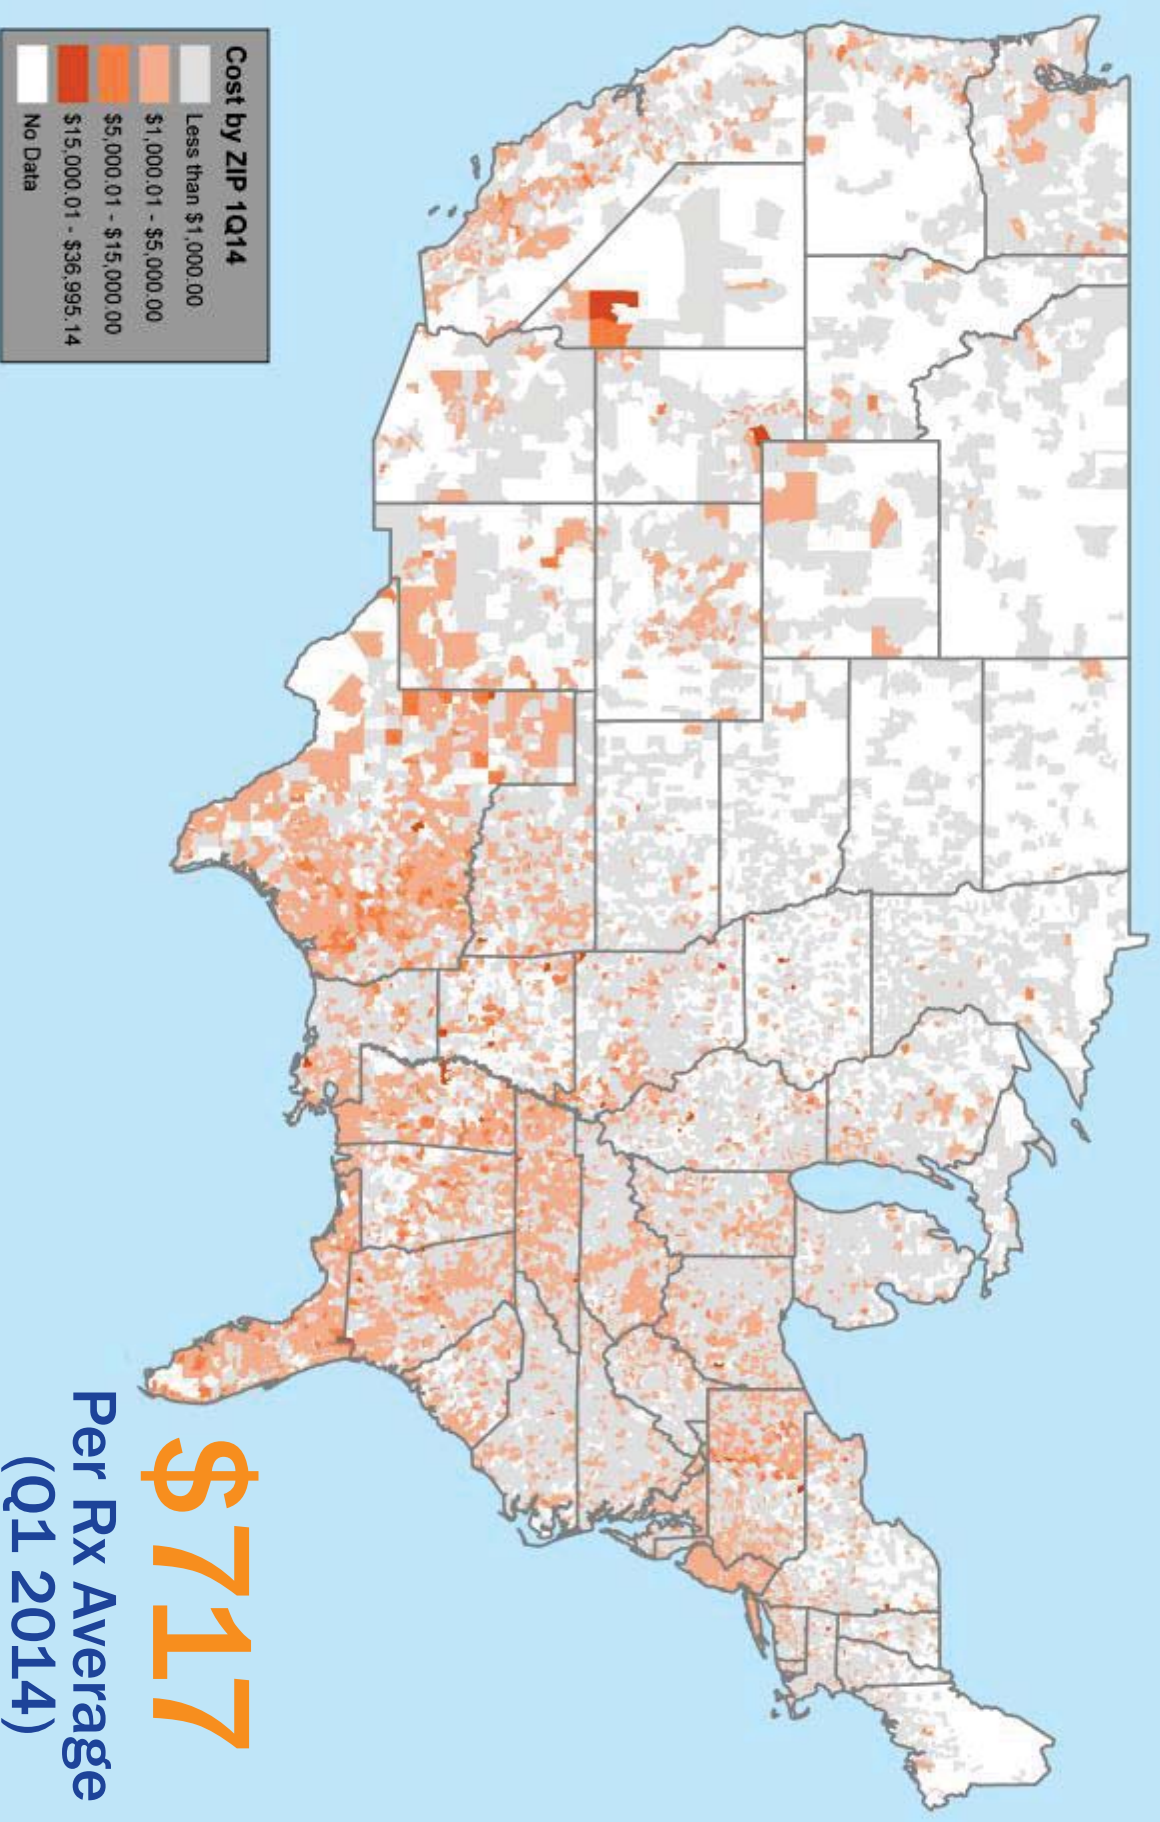 Cost by ZIP 1Q14
Less than $1,000.00
$1,000.01 - $5,000.00
$5,000.01 - $15,000.00
$15,000.01 - $36,995.14
No Data
$717
Per Rx Average
(Q1 2014)